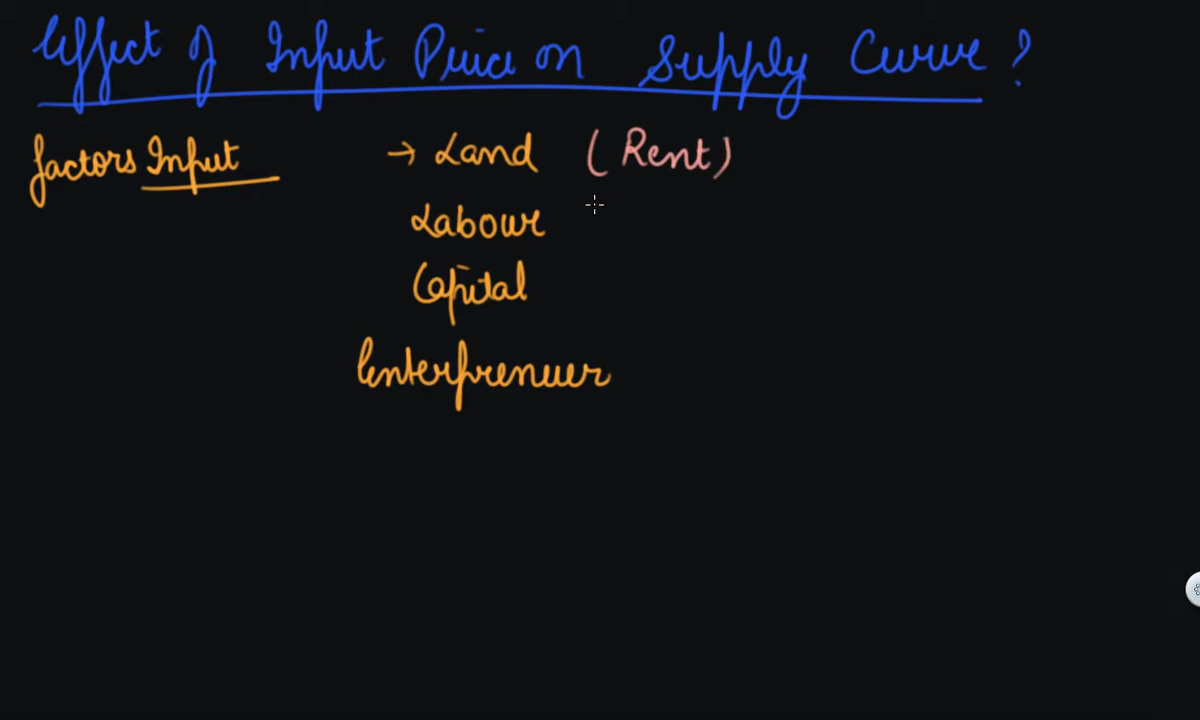 Effect of Input Price on Supply Curve ?
factors Input → Land (Rent)
Labour
Capital
Enterprenuer